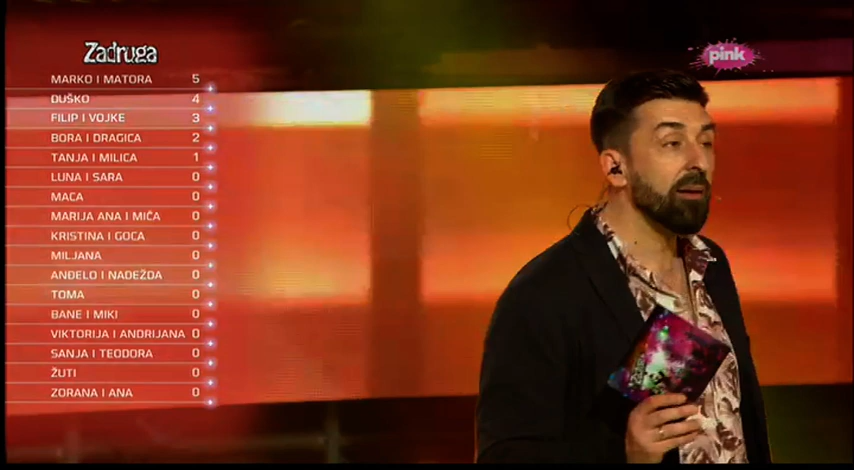 Zadruga
pink
MARKO I MATORA 5
DUŠKO 4
FILIP I VOJKE 3
BORA I DRAGICA 2
TANJA I MILICA 1
LUNA I SARA 0
MACA 0
MARIJA ANA I MIĆA 0
KRISTINA I GOCA 0
MILJANA 0
ANĐELO I NADEŽDA 0
TOMA 0
BANE I MIKI 0
VIKTORIJA I ANDRIJANA 0
SANJA I TEODORA 0
ŽUTI 0
ZORANA I ANA 0